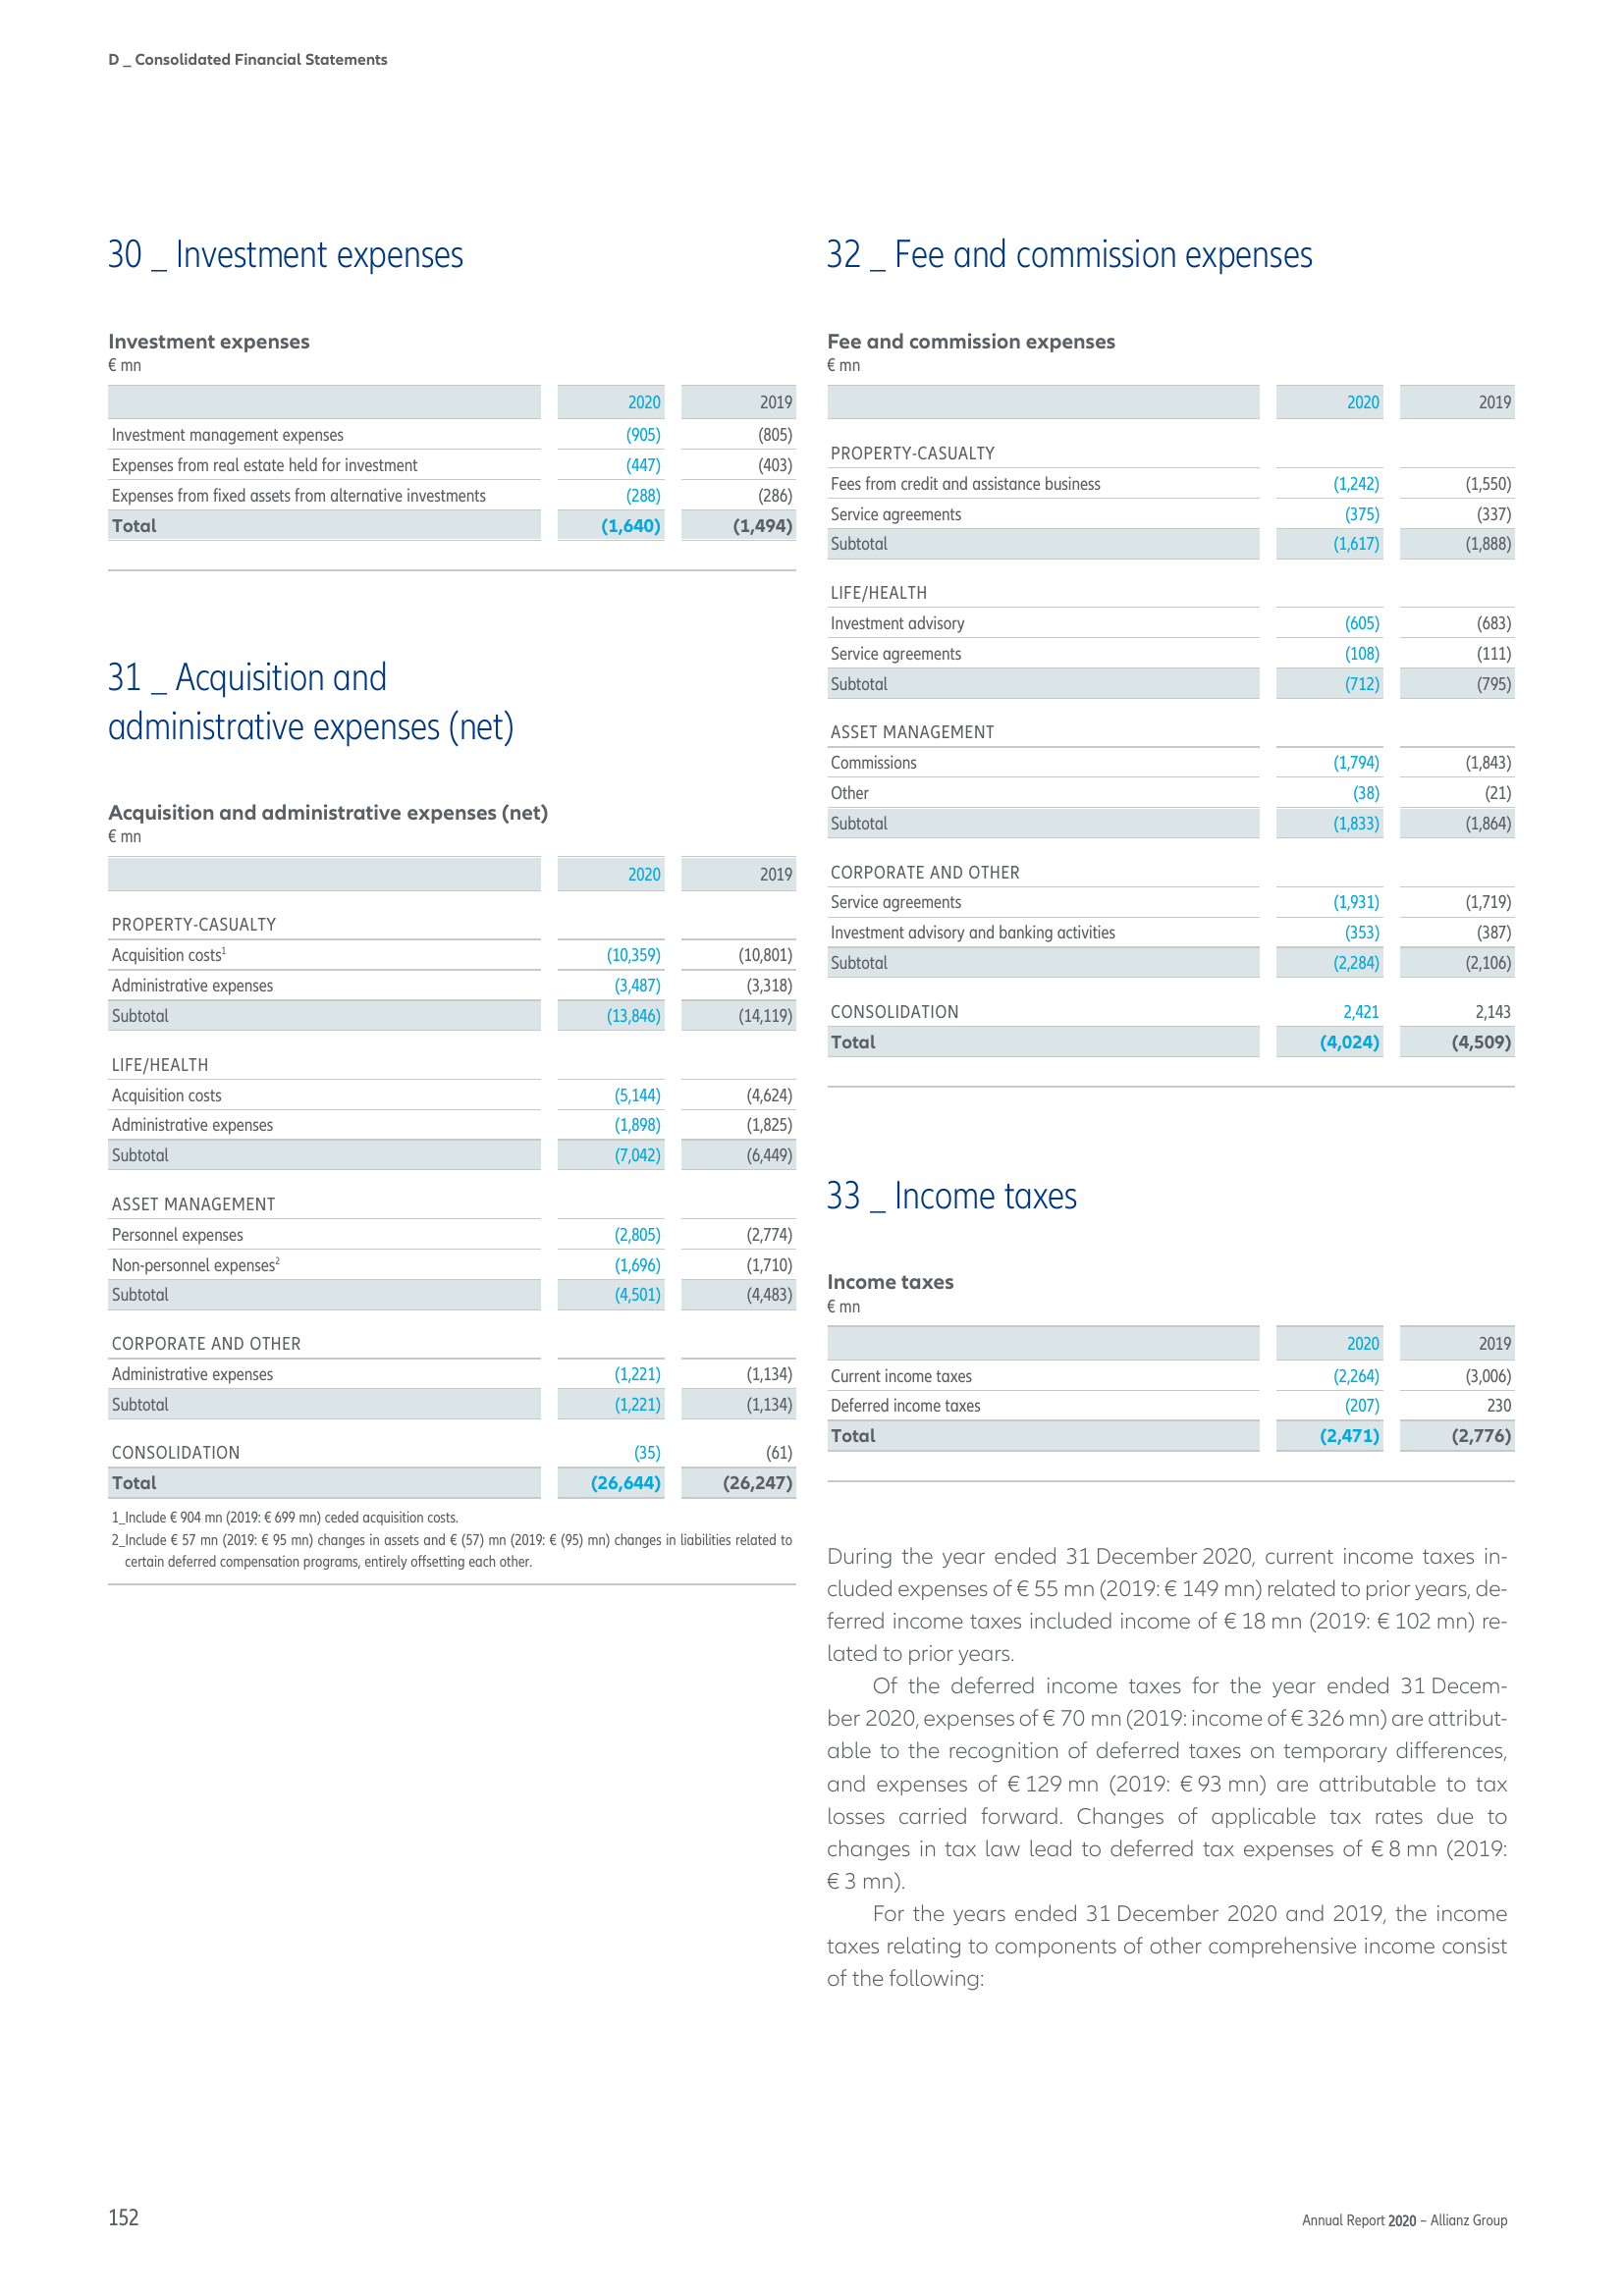 D _ Consolidated Financial Statements
30 _ Investment expenses
Investment expenses
€ mn
2020 2019
Investment management expenses (905) (805)
Expenses from real estate held for investment (447) (403)
Expenses from fixed assets from alternative investments (288) (286)
Total (1,640) (1,494)
31 _ Acquisition and
administrative expenses (net)
Acquisition and administrative expenses (net)
€ mn
2020 2019
PROPERTY-CASUALTY
Acquisition costs1 (10,359) (10,801)
Administrative expenses (3,487) (3,318)
Subtotal (13,846) (14,119)
LIFE/HEALTH
Acquisition costs (5,144) (4,624)
Administrative expenses (1,898) (1,825)
Subtotal (7,042) (6,449)
ASSET MANAGEMENT
Personnel expenses (2,805) (2,774)
Non-personnel expenses2 (1,696) (1,710)
Subtotal (4,501) (4,483)
CORPORATE AND OTHER
Administrative expenses (1,221) (1,134)
Subtotal (1,221) (1,134)
CONSOLIDATION (35) (61)
Total (26,644) (26,247)
1_Include € 904 mn (2019: € 699 mn) ceded acquisition costs.
2_Include € 57 mn (2019: € 95 mn) changes in assets and € (57) mn (2019: € (95) mn) changes in liabilities related to
certain deferred compensation programs, entirely offsetting each other.
32 _ Fee and commission expenses
Fee and commission expenses
€ mn
2020 2019
PROPERTY-CASUALTY
Fees from credit and assistance business (1,242) (1,550)
Service agreements (375) (337)
Subtotal (1,617) (1,888)
LIFE/HEALTH
Investment advisory (605) (683)
Service agreements (108) (111)
Subtotal (712) (795)
ASSET MANAGEMENT
Commissions (1,794) (1,843)
Other (38) (21)
Subtotal (1,833) (1,864)
CORPORATE AND OTHER
Service agreements (1,931) (1,719)
Investment advisory and banking activities (353) (387)
Subtotal (2,284) (2,106)
CONSOLIDATION 2,421 2,143
Total (4,024) (4,509)
33 _ Income taxes
Income taxes
€ mn
2020 2019
Current income taxes (2,264) (3,006)
Deferred income taxes (207) 230
Total (2,471) (2,776)
During the year ended 31 December 2020, current income taxes in-
cluded expenses of € 55 mn (2019: € 149 mn) related to prior years, de-
ferred income taxes included income of € 18 mn (2019: € 102 mn) re-
lated to prior years.
Of the deferred income taxes for the year ended 31 Decem-
ber 2020, expenses of € 70 mn (2019: income of € 326 mn) are attribut-
able to the recognition of deferred taxes on temporary differences,
and expenses of € 129 mn (2019: € 93 mn) are attributable to tax
losses carried forward. Changes of applicable tax rates due to
changes in tax law lead to deferred tax expenses of € 8 mn (2019:
€ 3 mn).
For the years ended 31 December 2020 and 2019, the income
taxes relating to components of other comprehensive income consist
of the following:
152
Annual Report 2020 – Allianz Group